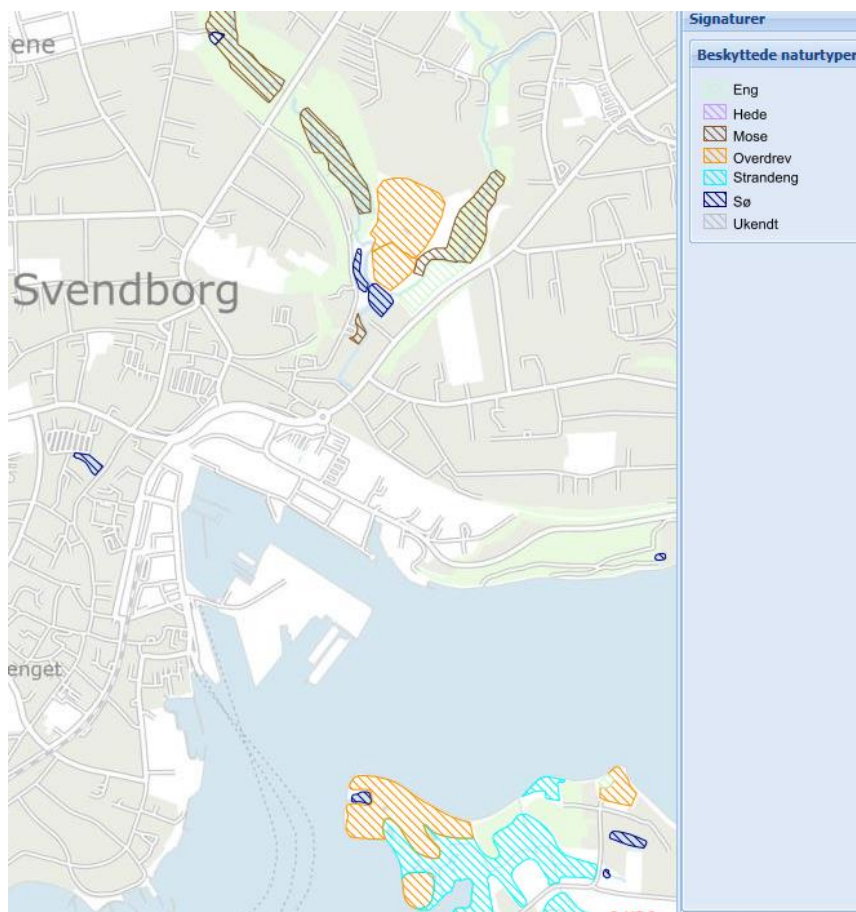 Signaturer
Beskyttede naturtyper
Eng
Hede
Mose
Overdrev
Strandeng
Sø
Ukendt
ene
Svendborg
enget